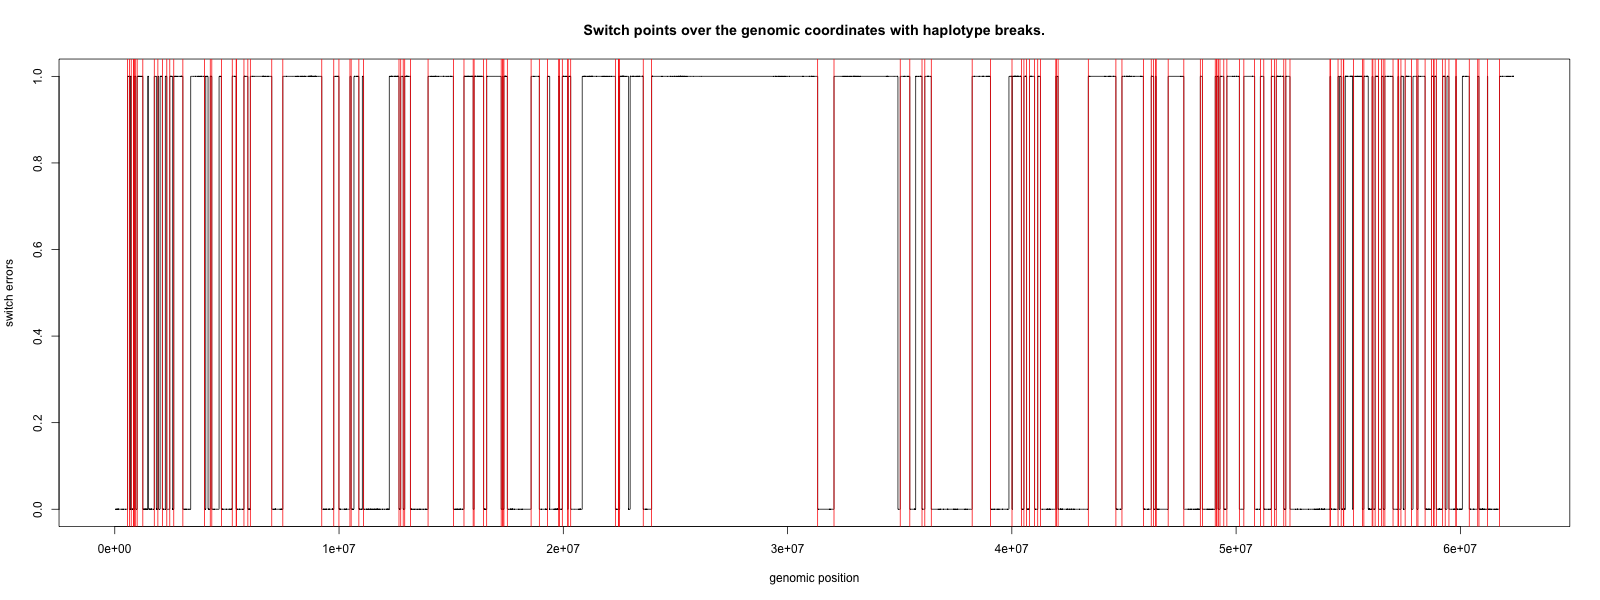 Switch points over the genomic coordinates with haplotype breaks.
switch errors
1.0
0.8
0.6
0.4
0.2
0.0
0e+00 1e+07 2e+07 3e+07 4e+07 5e+07 6e+07
genomic position